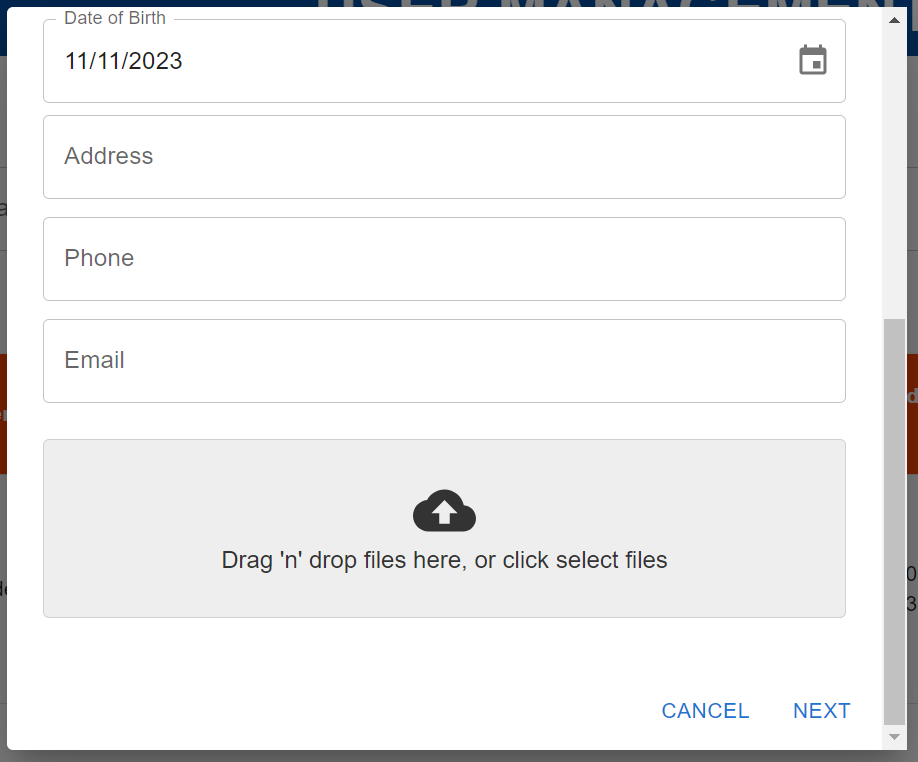 Date of Birth
11/11/2023
Address
Phone
Email
Drag 'n' drop files here, or click select files
CANCEL
NEXT